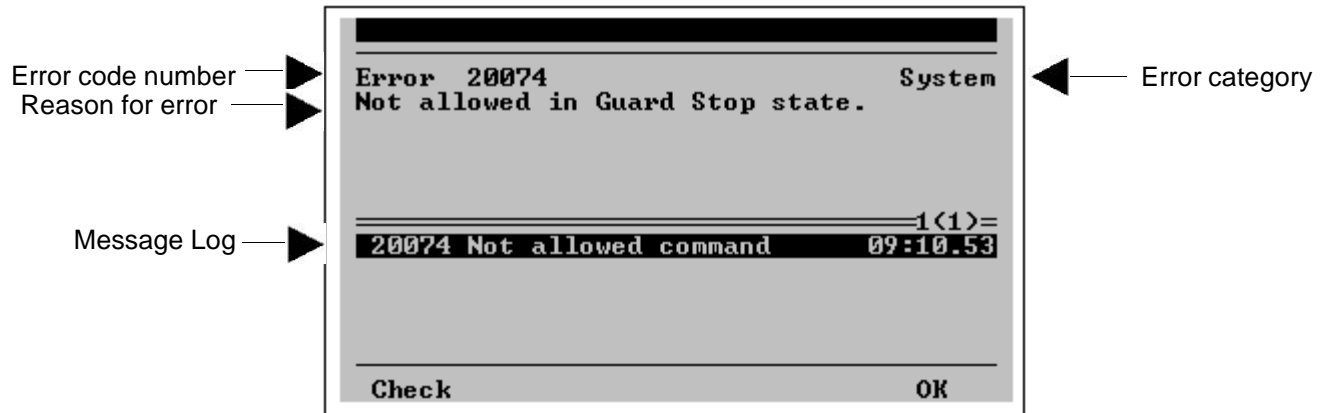 Error code number
Reason for error
Error 20074 System
Not allowed in Guard Stop state.
Error category
1(1)
Message Log
20074 Not allowed command 09:10.53
Check OK